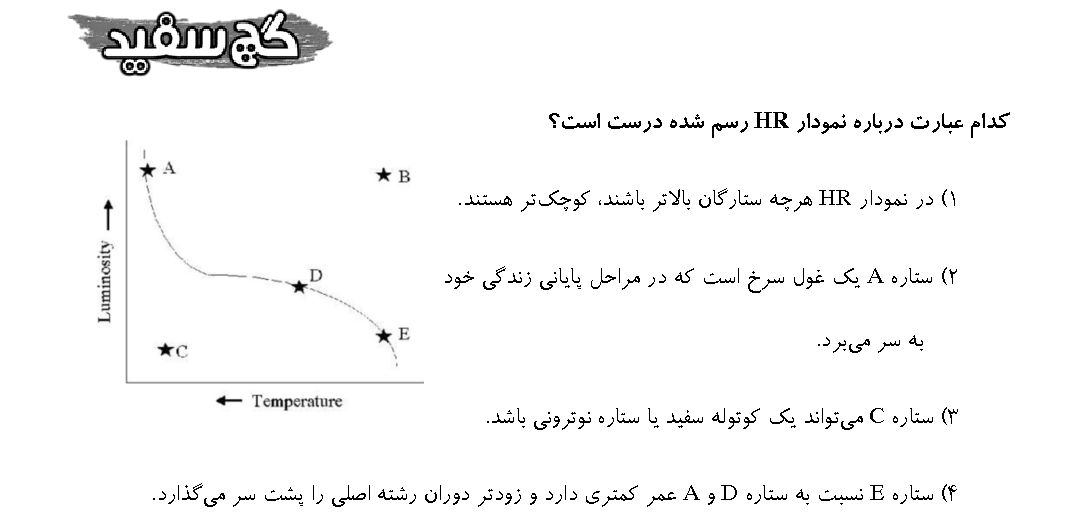 گچ سفید
کدام عبارت درباره نمودار HR رسم شده درست است؟
۱) در نمودار HR هرچه ستارگان بالاتر باشند، کوچک‌تر هستند.
۲) ستاره A یک غول سرخ است که در مراحل پایانی زندگی خود
به سر می‌برد.
۳) ستاره C می‌تواند یک کوتوله سفید یا ستاره نوترونی باشد.
۴) ستاره E نسبت به ستاره D و A عمر کمتری دارد و زودتر دوران رشته اصلی را پشت سر می‌گذارد.
A
B
D
E
C
Luminosity
Temperature